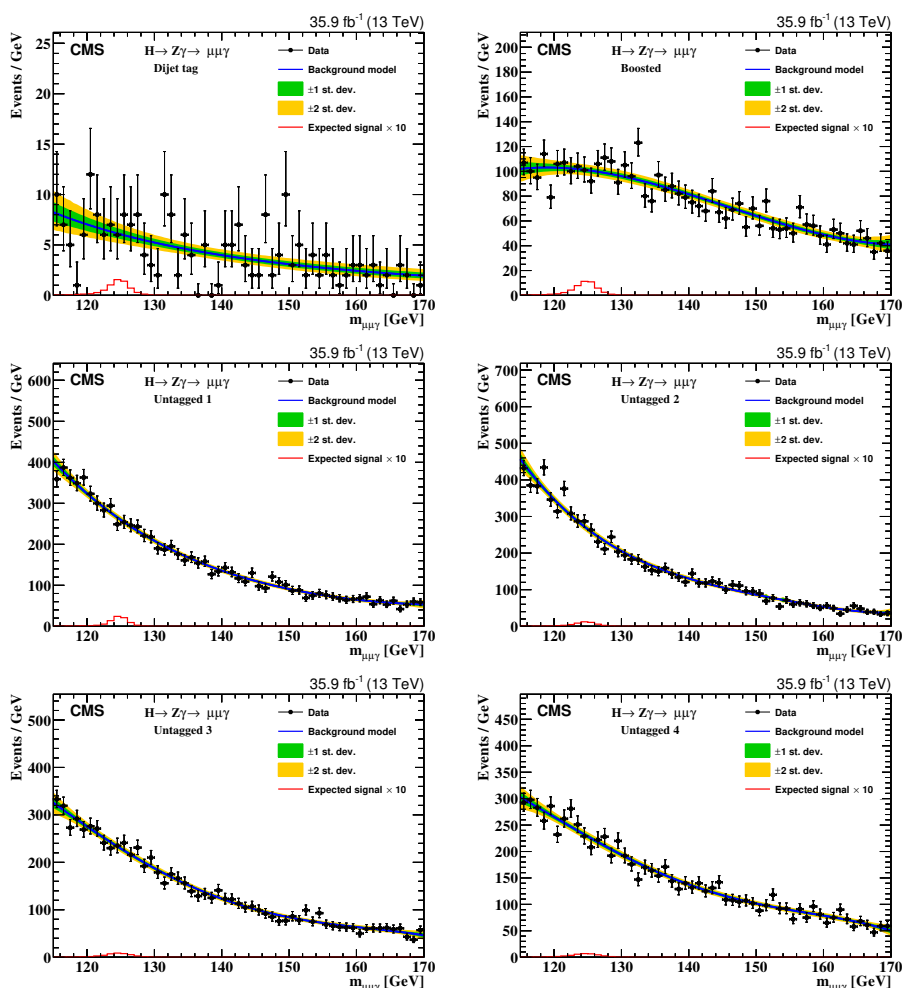 35.9 fb⁻¹ (13 TeV)
CMS
H→ Zγ→ μμγ
Dijet tag
Data
Background model
±1 st. dev.
±2 st. dev.
Expected signal × 10
Events / GeV
25
20
15
10
5
0
120 130 140 150 160 170
m_μμγ [GeV]
35.9 fb⁻¹ (13 TeV)
CMS
H→ Zγ→ μμγ
Boosted
Data
Background model
±1 st. dev.
±2 st. dev.
Expected signal × 10
Events / GeV
200
180
160
140
120
100
80
60
40
20
0
120 130 140 150 160 170
m_μμγ [GeV]
35.9 fb⁻¹ (13 TeV)
CMS
H→ Zγ→ μμγ
Untagged 1
Data
Background model
±1 st. dev.
±2 st. dev.
Expected signal × 10
Events / GeV
600
500
400
300
200
100
0
120 130 140 150 160 170
m_μμγ [GeV]
35.9 fb⁻¹ (13 TeV)
CMS
H→ Zγ→ μμγ
Untagged 2
Data
Background model
±1 st. dev.
±2 st. dev.
Expected signal × 10
Events / GeV
700
600
500
400
300
200
100
0
120 130 140 150 160 170
m_μμγ [GeV]
35.9 fb⁻¹ (13 TeV)
CMS
H→ Zγ→ μμγ
Untagged 3
Data
Background model
±1 st. dev.
±2 st. dev.
Expected signal × 10
Events / GeV
500
400
300
200
100
0
120 130 140 150 160 170
m_μμγ [GeV]
35.9 fb⁻¹ (13 TeV)
CMS
H→ Zγ→ μμγ
Untagged 4
Data
Background model
±1 st. dev.
±2 st. dev.
Expected signal × 10
Events / GeV
450
400
350
300
250
200
150
100
50
0
120 130 140 150 160 170
m_μμγ [GeV]